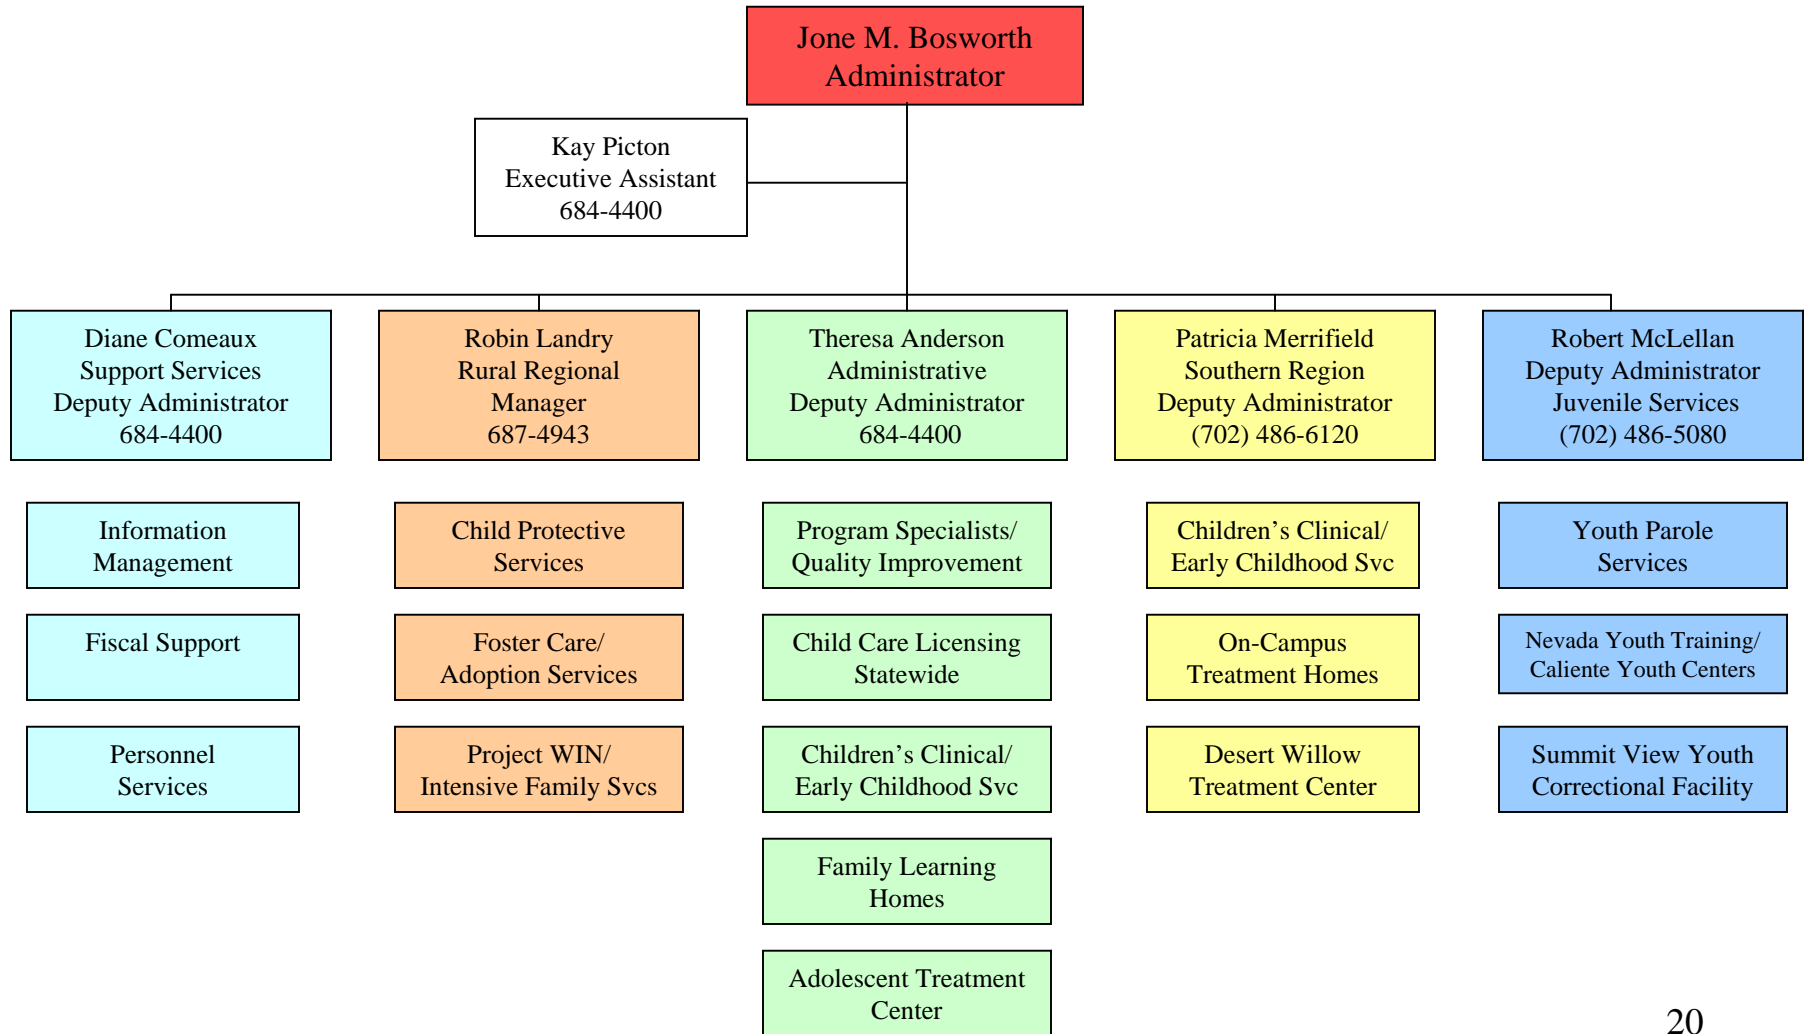 Jone M. Bosworth
Administrator
Kay Picton
Executive Assistant
684-4400
Diane Comeaux
Support Services
Deputy Administrator
684-4400
Robin Landry
Rural Regional
Manager
687-4943
Theresa Anderson
Administrative
Deputy Administrator
684-4400
Patricia Merrifield
Southern Region
Deputy Administrator
(702) 486-6120
Robert McLellan
Deputy Administrator
Juvenile Services
(702) 486-5080
Information
Management
Fiscal Support
Personnel
Services
Child Protective
Services
Foster Care/
Adoption Services
Project WIN/
Intensive Family Svcs
Program Specialists/
Quality Improvement
Child Care Licensing
Statewide
Children’s Clinical/
Early Childhood Svc
Family Learning
Homes
Adolescent Treatment
Center
Children’s Clinical/
Early Childhood Svc
On-Campus
Treatment Homes
Desert Willow
Treatment Center
Youth Parole
Services
Nevada Youth Training/
Caliente Youth Centers
Summit View Youth
Correctional Facility
20